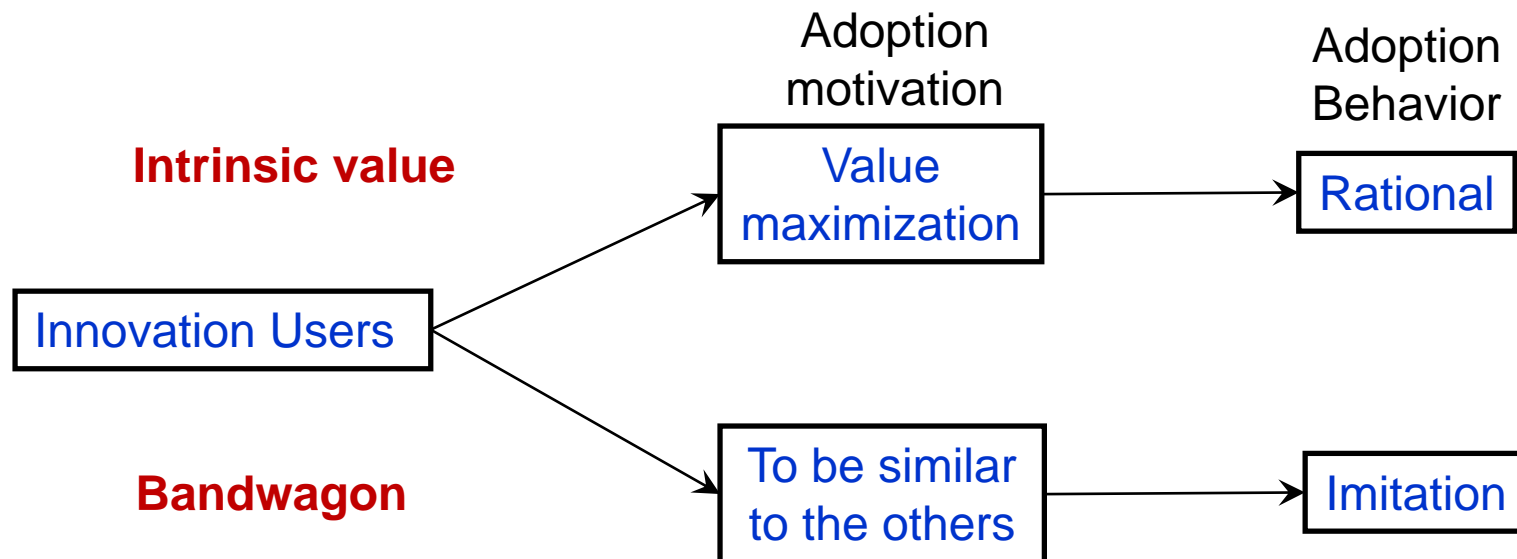 Adoption
motivation
Adoption
Behavior
Intrinsic value
Value
maximization
Rational
Innovation Users
Bandwagon
To be similar
to the others
Imitation